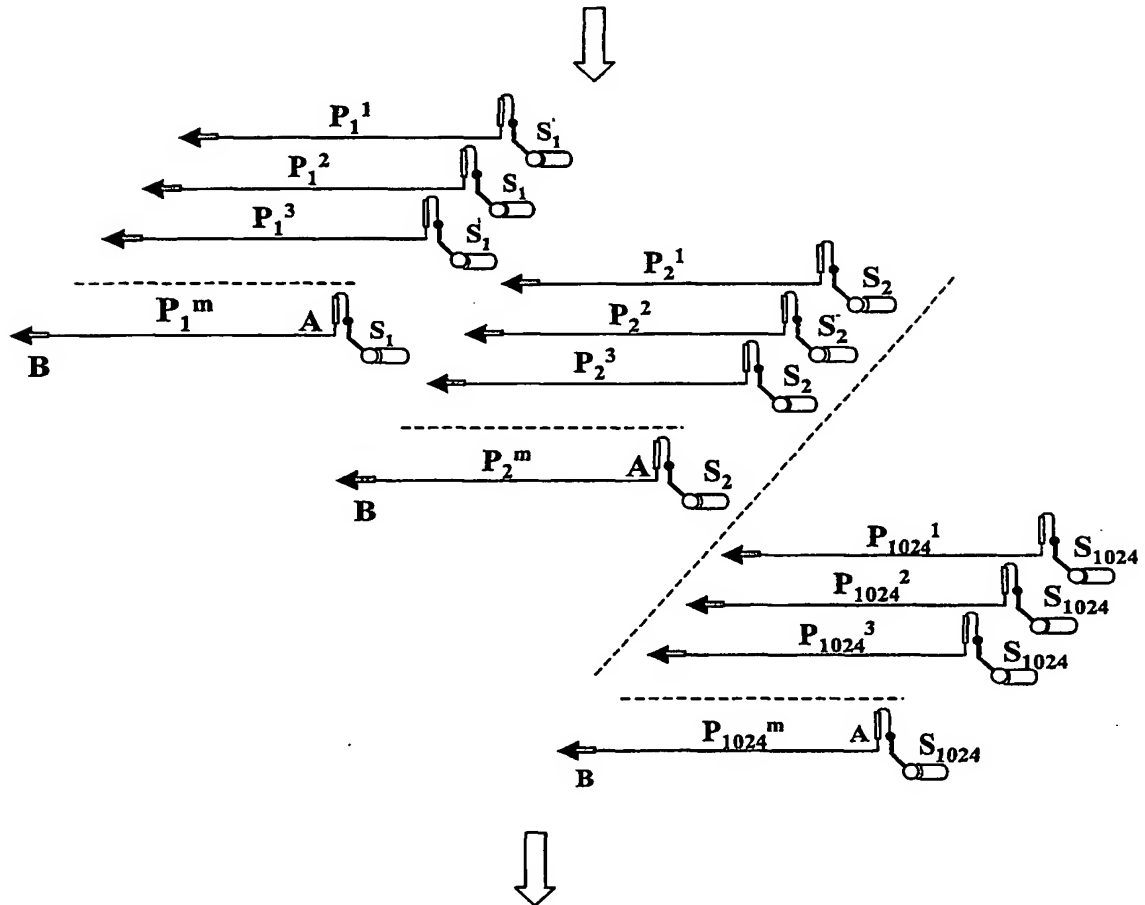 P₁¹ S₁
P₁² S₁
P₁³ S₁
P₂¹ S₂
P₁ᵐ A S₁
B
P₂² S₂
P₂³ S₂
P₂ᵐ A S₂
B
P₁₀₂₄¹ S₁₀₂₄
P₁₀₂₄² S₁₀₂₄
P₁₀₂₄³ S₁₀₂₄
P₁₀₂₄ᵐ A S₁₀₂₄
B